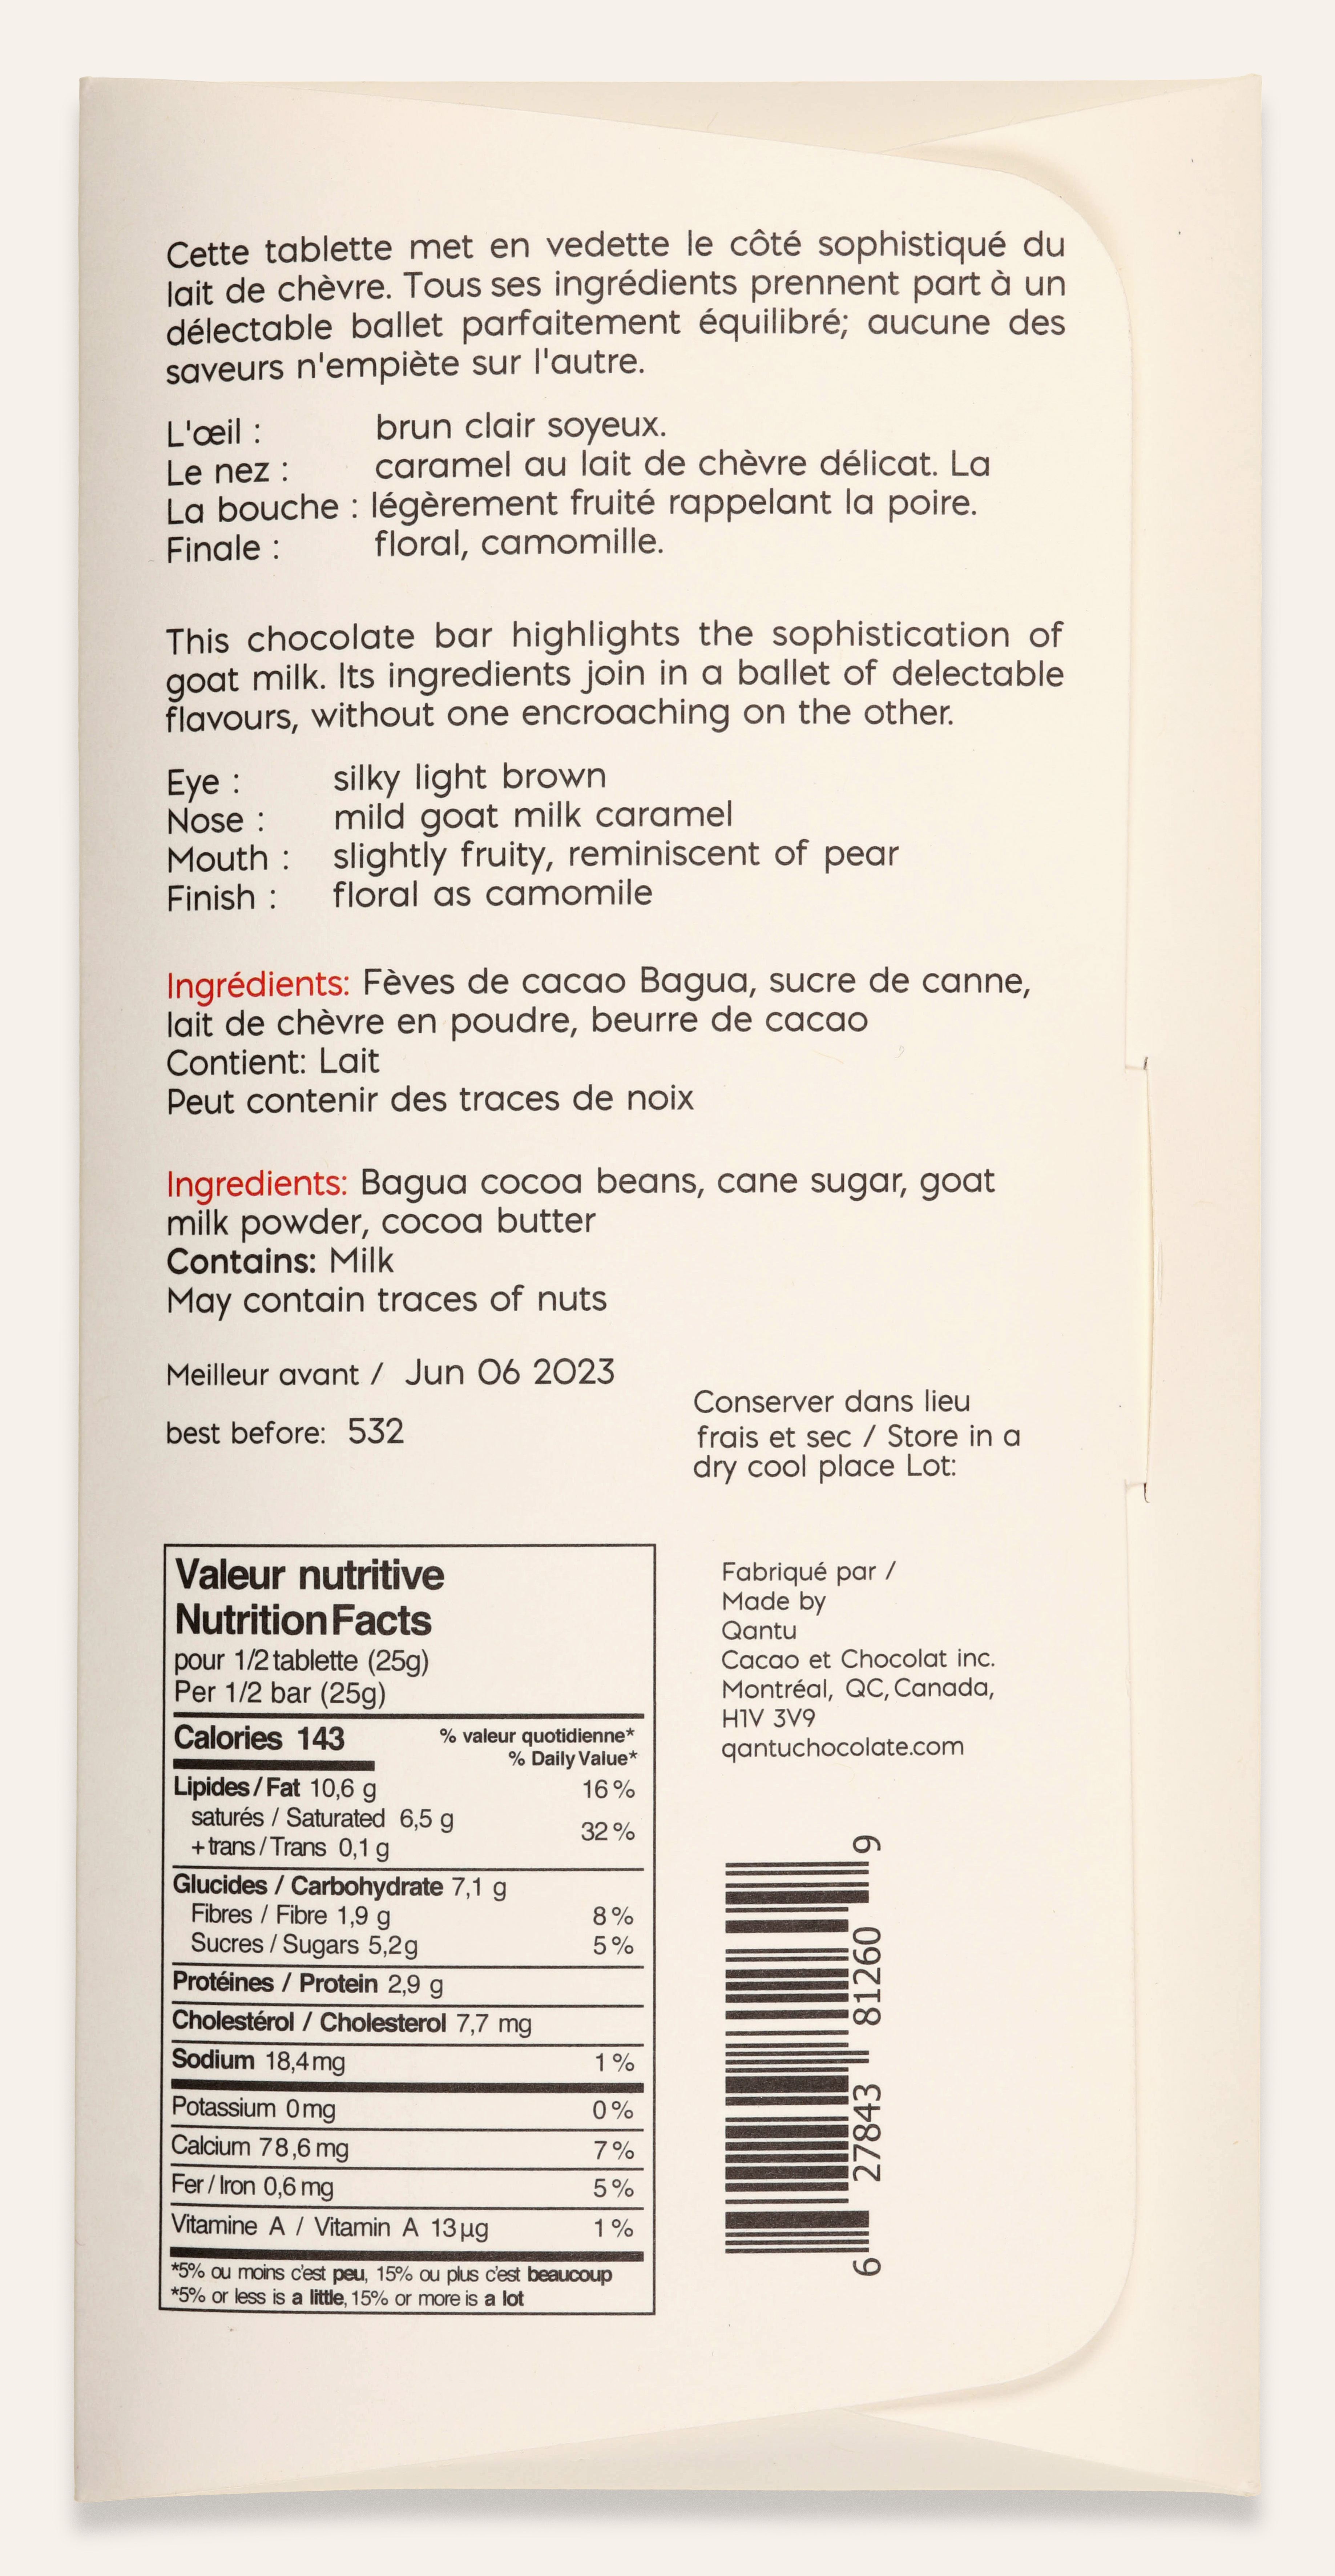 Cette tablette met en vedette le côté sophistiqué du
lait de chèvre. Tous ses ingrédients prennent part à un
délectable ballet parfaitement équilibré; aucune des
saveurs n'empiète sur l'autre.
L'œil : brun clair soyeux.
Le nez : caramel au lait de chèvre délicat. La
La bouche : légèrement fruité rappelant la poire.
Finale : floral, camomille.
This chocolate bar highlights the sophistication of
goat milk. Its ingredients join in a ballet of delectable
flavours, without one encroaching on the other.
Eye : silky light brown
Nose : mild goat milk caramel
Mouth : slightly fruity, reminiscent of pear
Finish : floral as camomile
Ingrédients: Fèves de cacao Bagua, sucre de canne,
lait de chèvre en poudre, beurre de cacao
Contient: Lait
Peut contenir des traces de noix
Ingredients: Bagua cocoa beans, cane sugar, goat
milk powder, cocoa butter
Contains: Milk
May contain traces of nuts
Meilleur avant / Jun 06 2023
best before: 532
Conserver dans lieu
frais et sec / Store in a
dry cool place Lot:
Valeur nutritive
Nutrition Facts
pour 1/2 tablette (25g)
Per 1/2 bar (25g)
Calories 143
% valeur quotidienne*
% Daily Value*
Lipides / Fat 10,6 g 16 %
saturés / Saturated 6,5 g
+ trans / Trans 0,1 g 32 %
Glucides / Carbohydrate 7,1 g
Fibres / Fibre 1,9 g 8 %
Sucres / Sugars 5,2 g 5 %
Protéines / Protein 2,9 g
Cholestérol / Cholesterol 7,7 mg
Sodium 18,4 mg 1 %
Potassium 0 mg 0 %
Calcium 78,6 mg 7 %
Fer / Iron 0,6 mg 5 %
Vitamine A / Vitamin A 13 µg 1 %
*5% ou moins c'est peu, 15% ou plus c'est beaucoup
*5% or less is a little, 15% or more is a lot
Fabriqué par /
Made by
Qantu
Cacao et Chocolat inc.
Montréal, QC, Canada,
H1V 3V9
qantuchocolate.com
6 27843 81260 9